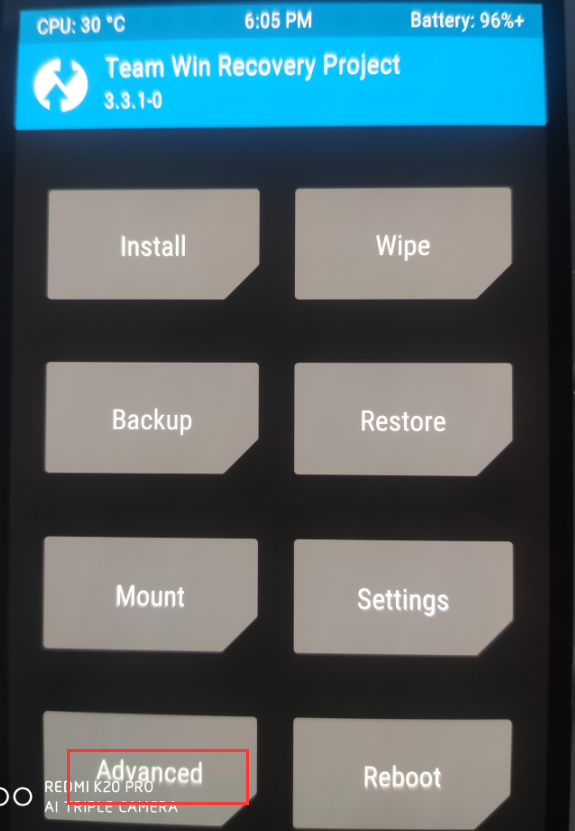 CPU: 30 °C 6:05 PM Battery: 96%+
Team Win Recovery Project
3.3.1-0
Install Wipe
Backup Restore
Mount Settings
Advanced Reboot
REDMI K20 PRO
AI TRIPLE CAMERA